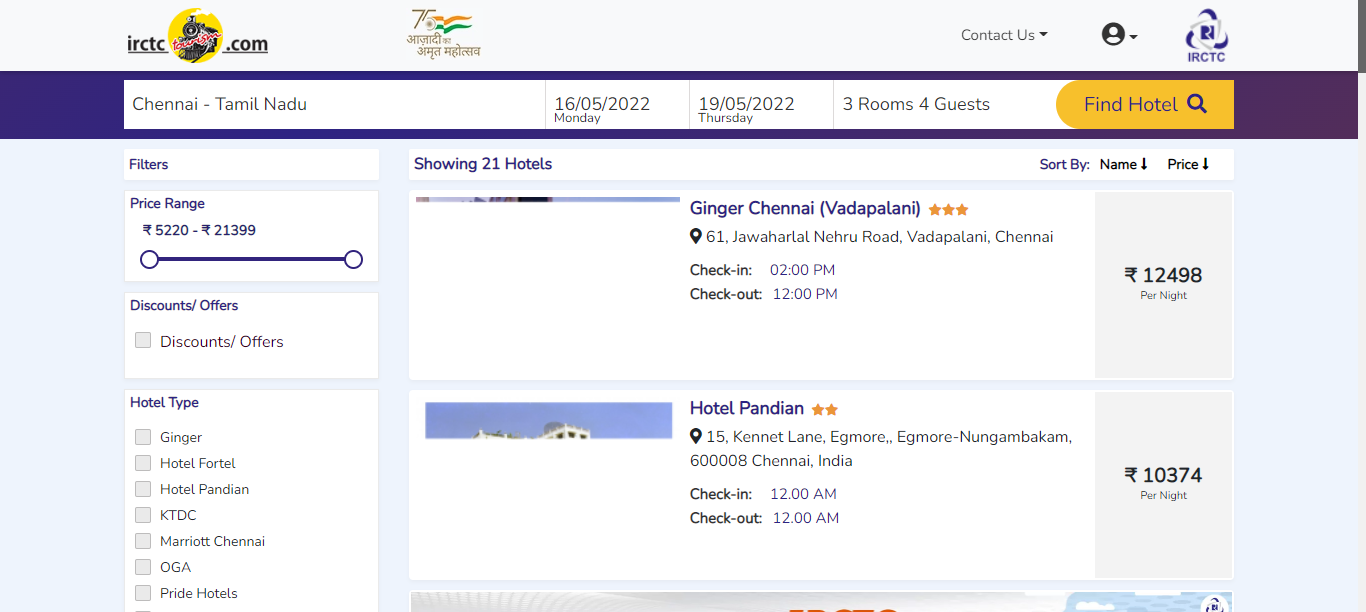 irctc tourism .com
75
आज़ादी का
अमृत महोत्सव
Contact Us
IRCTC
Chennai - Tamil Nadu
16/05/2022
Monday
19/05/2022
Thursday
3 Rooms 4 Guests
Find Hotel
Filters
Price Range
₹ 5220 - ₹ 21399
Discounts/ Offers
Discounts/ Offers
Hotel Type
Ginger
Hotel Fortel
Hotel Pandian
KTDC
Marriott Chennai
OGA
Pride Hotels
Showing 21 Hotels
Sort By: Name Price
Ginger Chennai (Vadapalani)
61, Jawaharlal Nehru Road, Vadapalani, Chennai
Check-in: 02:00 PM
Check-out: 12:00 PM
₹ 12498
Per Night
Hotel Pandian
15, Kennet Lane, Egmore,, Egmore-Nungambakam,
600008 Chennai, India
Check-in: 12.00 AM
Check-out: 12.00 AM
₹ 10374
Per Night